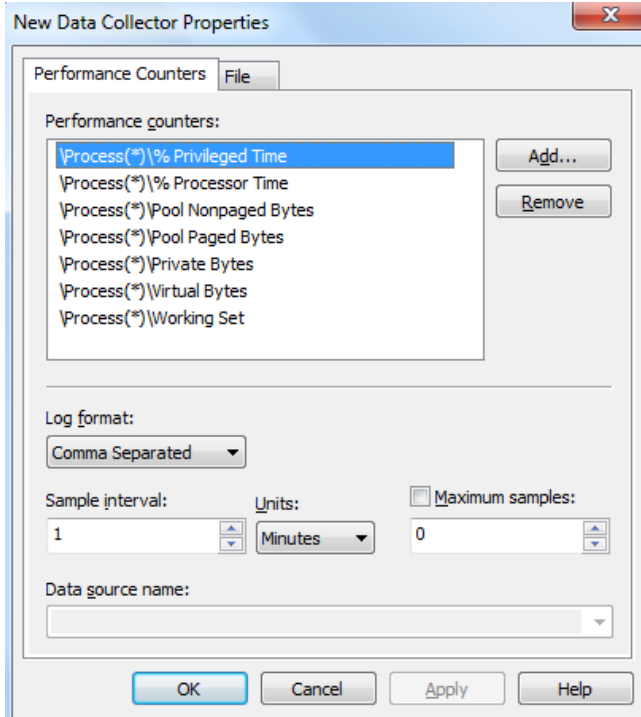 New Data Collector Properties
Performance Counters File
Performance counters:
\Process(*)\% Privileged Time
Add...
\Process(*)\% Processor Time
Remove
\Process(*)\Pool Nonpaged Bytes
\Process(*)\Pool Paged Bytes
\Process(*)\Private Bytes
\Process(*)\Virtual Bytes
\Process(*)\Working Set
Log format:
Comma Separated
Sample interval: Units: Maximum samples:
1 Minutes 0
Data source name:
OK Cancel Apply Help